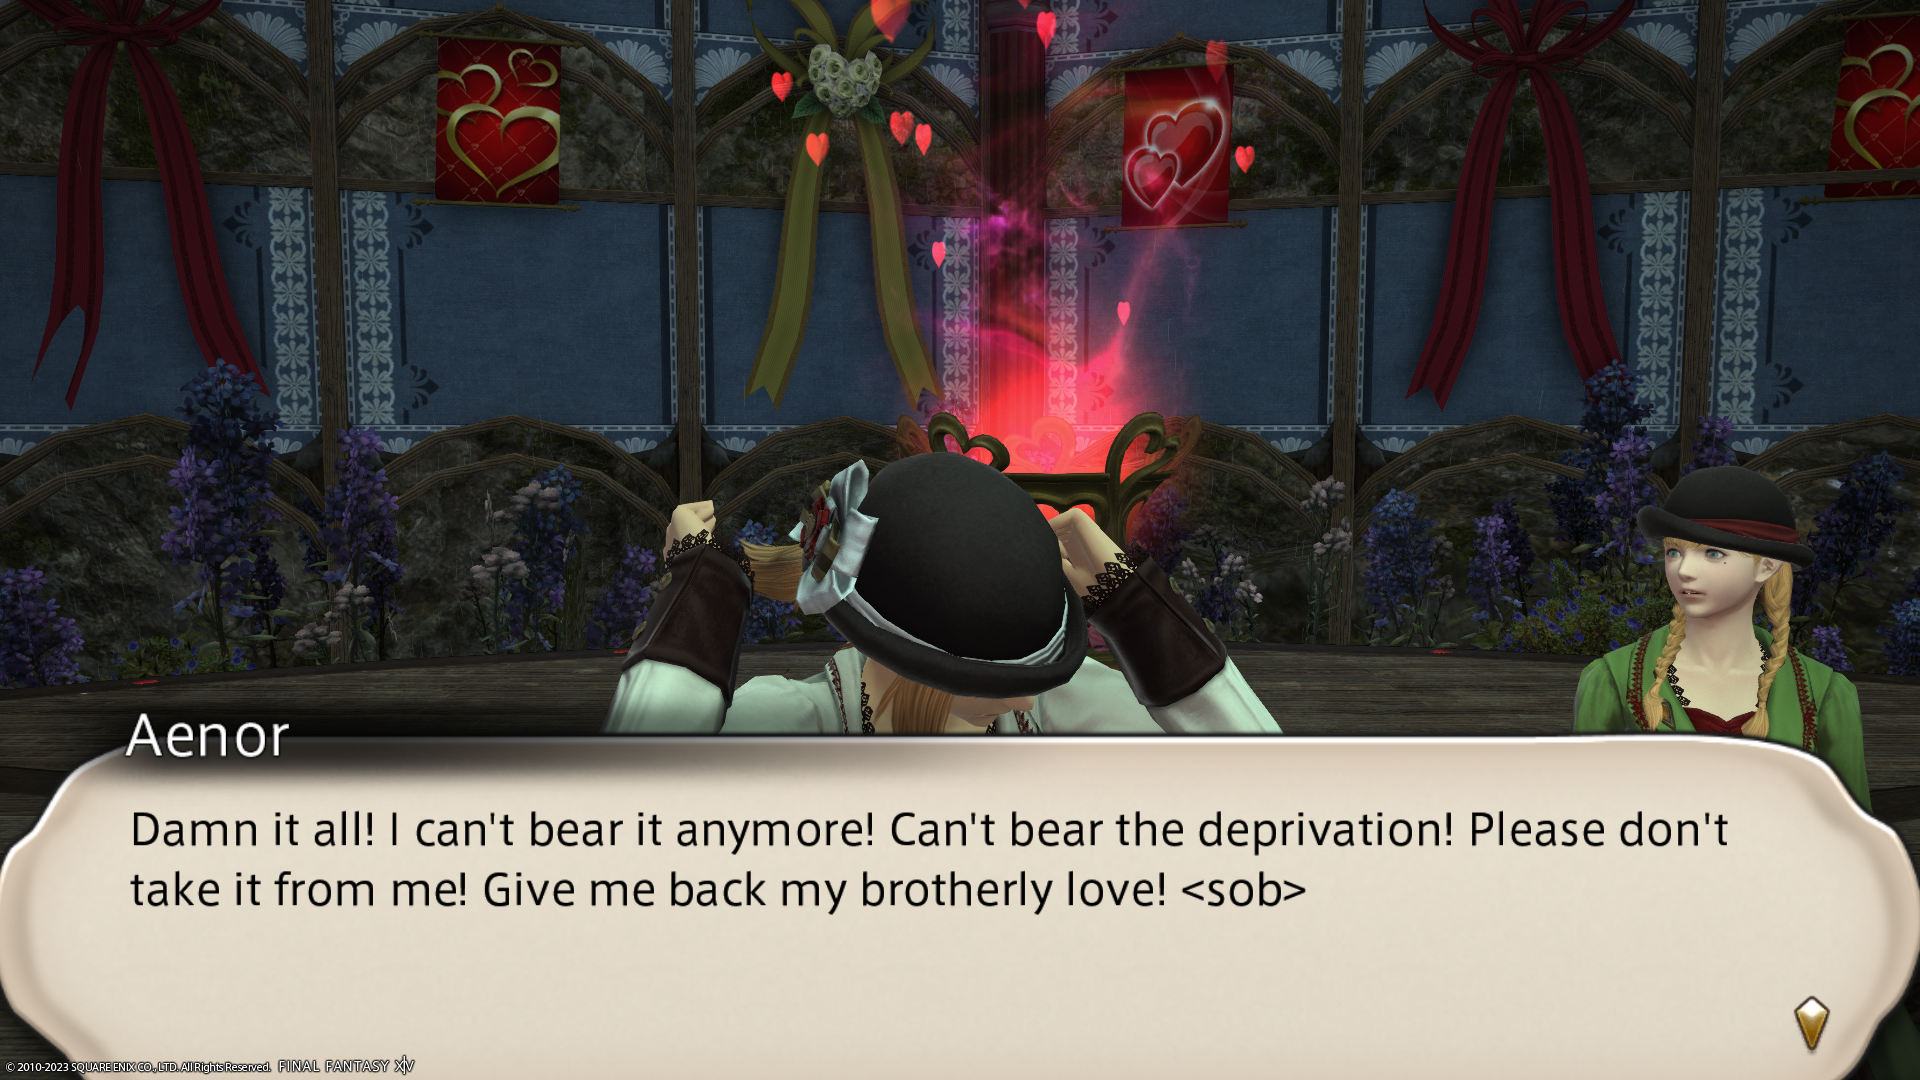 Aenor
Damn it all! I can't bear it anymore! Can't bear the deprivation! Please don't
take it from me! Give me back my brotherly love! <sob>
© 2010-2023 SQUARE ENIX CO., LTD. All Rights Reserved. FINAL FANTASY XIV